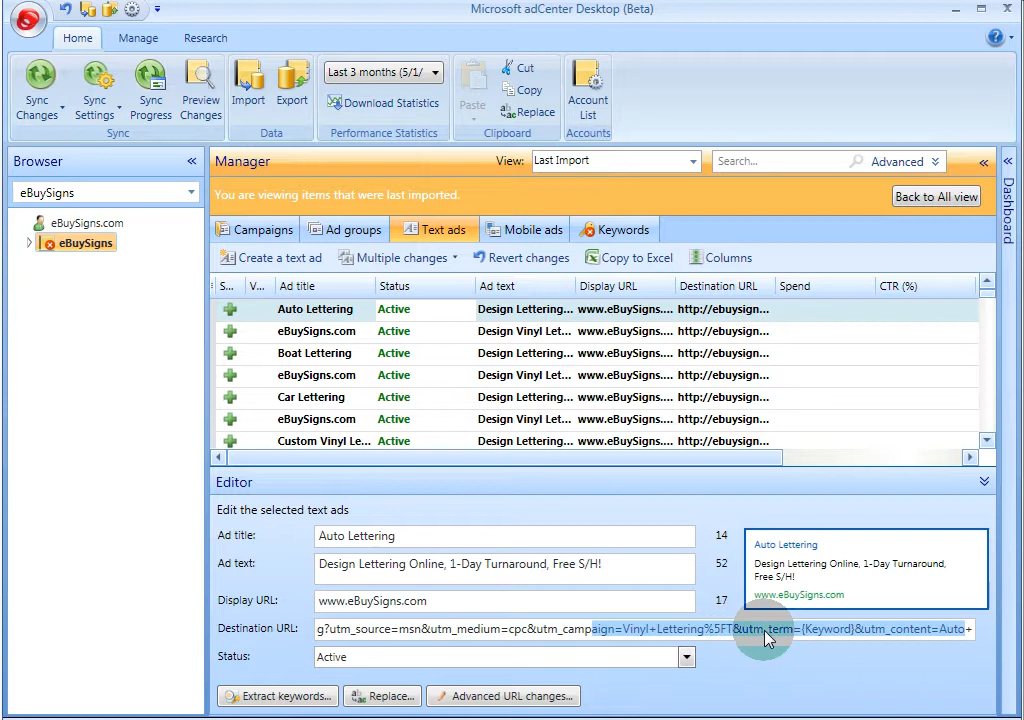 Microsoft adCenter Desktop (Beta)
Home
Manage
Research
Sync Changes
Sync Settings
Sync Progress
Preview Changes
Sync
Import
Export
Data
Last 3 months (5/1/
Download Statistics
Performance Statistics
Paste
Cut
Copy
Replace
Clipboard
Account List
Accounts
Browser
eBuySigns
eBuySigns.com
eBuySigns
Manager
View:
Last Import
Search...
Advanced
Dashboard
You are viewing items that were last imported.
Back to All view
Campaigns
Ad groups
Text ads
Mobile ads
Keywords
Create a text ad
Multiple changes
Revert changes
Copy to Excel
Columns
S... V... Ad title Status Ad text Display URL Destination URL Spend CTR (%)
Auto Lettering Active Design Lettering... www.eBuySigns.... http://ebuysign...
eBuySigns.com Active Design Vinyl Let... www.eBuySigns.... http://ebuysign...
Boat Lettering Active Design Lettering... www.eBuySigns.... http://ebuysign...
eBuySigns.com Active Design Vinyl Let... www.eBuySigns.... http://ebuysign...
Car Lettering Active Design Lettering... www.eBuySigns.... http://ebuysign...
eBuySigns.com Active Design Vinyl Let... www.eBuySigns.... http://ebuysign...
Custom Vinyl Le... Active Design Lettering... www.eBuySigns.... http://ebuysign...
Editor
Edit the selected text ads
Ad title: Auto Lettering 14
Ad text: Design Lettering Online, 1-Day Turnaround, Free S/H! 52
Display URL: www.eBuySigns.com 17
Destination URL: g?utm_source=msn&utm_medium=cpc&utm_campaign=Vinyl+Lettering%5FT&utm_term={Keyword}&utm_content=Auto+
Status: Active
Auto Lettering
Design Lettering Online, 1-Day Turnaround,
Free S/H!
www.eBuySigns.com
Extract keywords...
Replace...
Advanced URL changes...